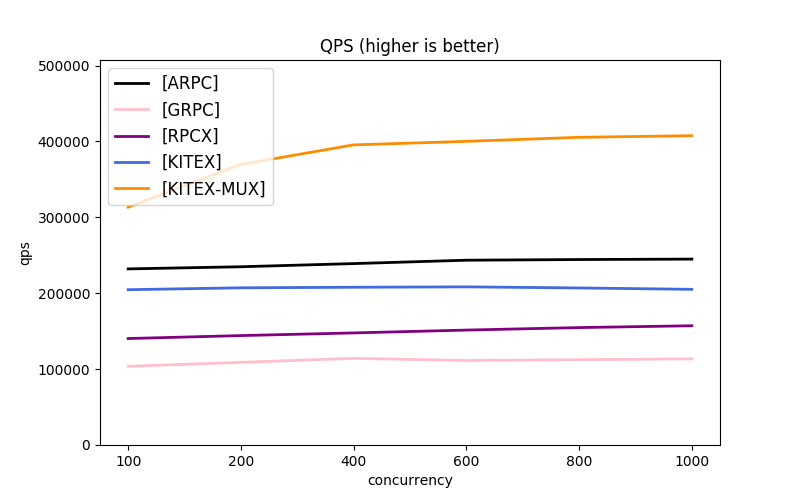 QPS (higher is better)
500000
400000
300000
200000
100000
0
qps
[ARPC]
[GRPC]
[RPCX]
[KITEX]
[KITEX-MUX]
100 200 400 600 800 1000
concurrency